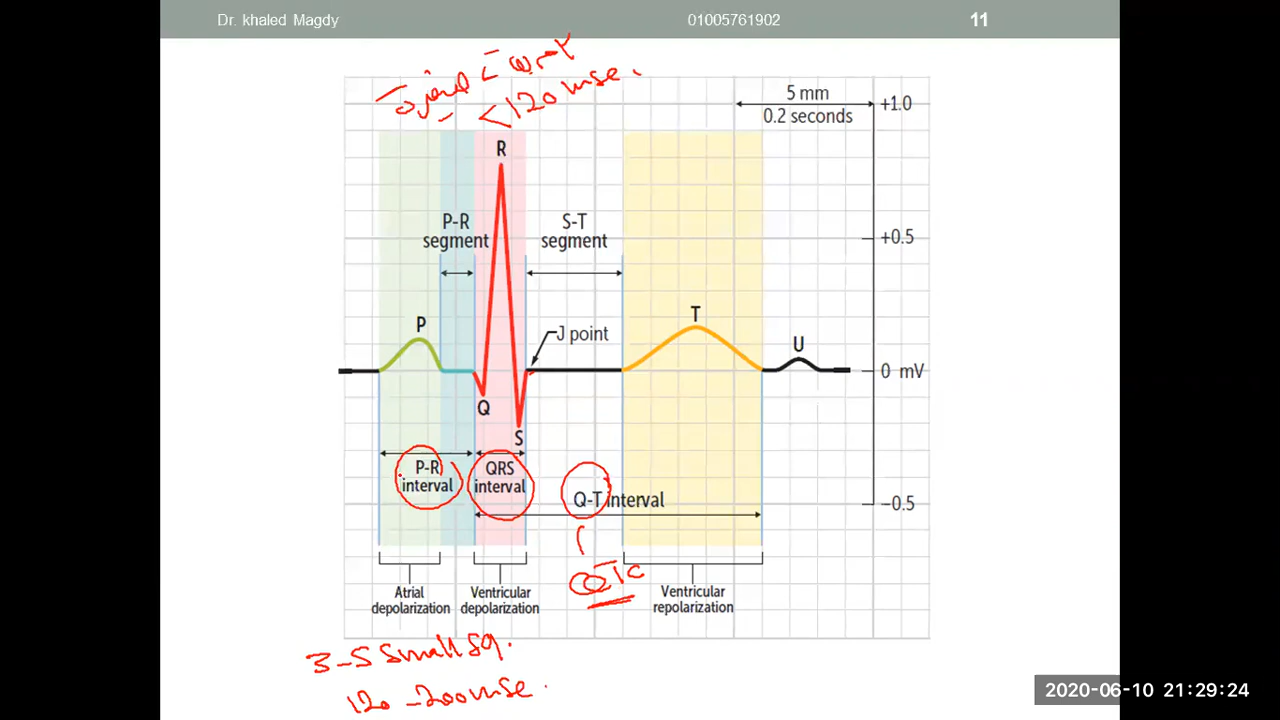 Dr. khaled Magdy 01005761902 11
<120 mse.
5 mm
0.2 seconds
+1.0
R
P-R
segment
S-T
segment
+0.5
P
J point
T
U
0 mV
Q
S
P-R
interval
QRS
interval
Q-T interval
-0.5
QTc
Atrial
depolarization
Ventricular
depolarization
Ventricular
repolarization
3-5 small sq.
120 -200 mse.
2020-06-10 21:29:24